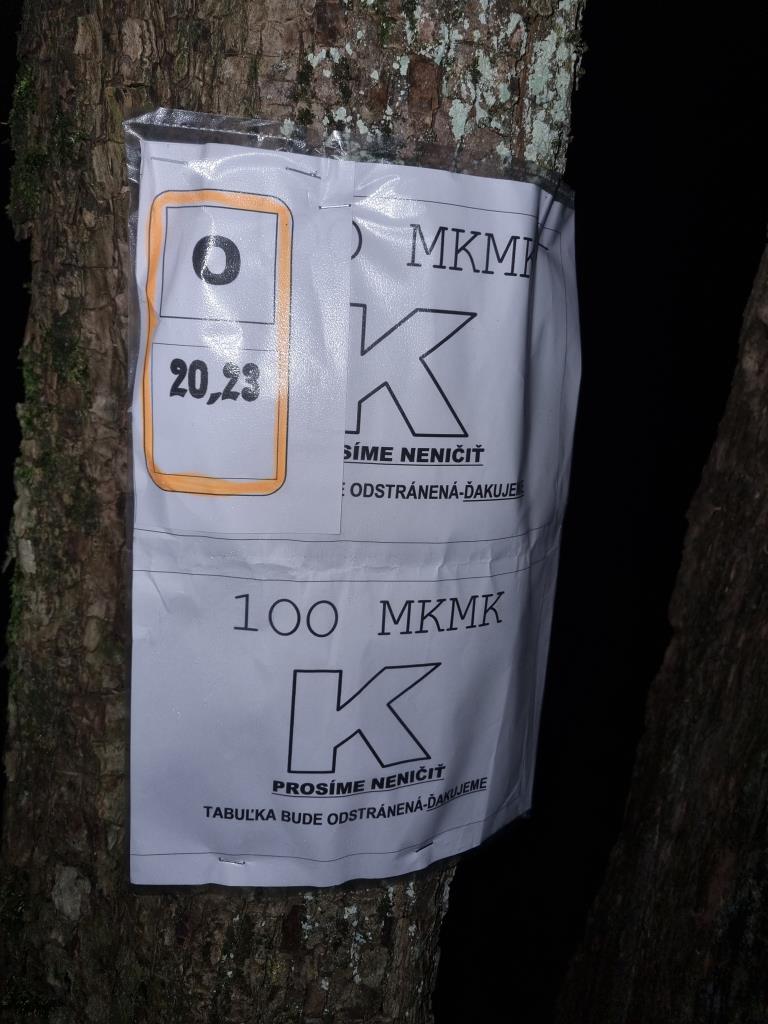 O
20,23
MKMK
K
SÍME NENIČIŤ
E ODSTRÁNENÁ-ĎAKUJEME
100 MKMK
K
PROSÍME NENIČIŤ
TABUĽKA BUDE ODSTRÁNENÁ-ĎAKUJEME